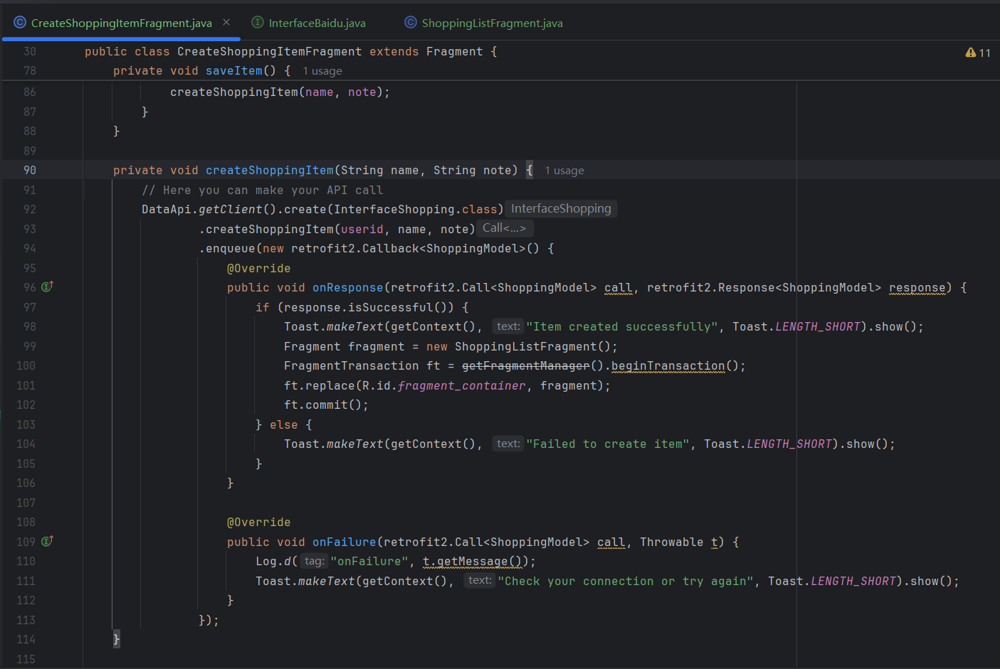 CreateShoppingItemFragment.java InterfaceBaidu.java ShoppingListFragment.java
30 public class CreateShoppingItemFragment extends Fragment { 11
78 private void saveItem() { 1 usage
86 createShoppingItem(name, note);
87 }
88 }
89
90 private void createShoppingItem(String name, String note) { 1 usage
91 // Here you can make your API call
92 DataApi.getClient().create(InterfaceShopping.class) InterfaceShopping
93 .createShoppingItem(userid, name, note) Call<...>
94 .enqueue(new retrofit2.Callback<ShoppingModel>() {
95 @Override
96 public void onResponse(retrofit2.Call<ShoppingModel> call, retrofit2.Response<ShoppingModel> response) {
97 if (response.isSuccessful()) {
98 Toast.makeText(getContext(), text: "Item created successfully", Toast.LENGTH_SHORT).show();
99 Fragment fragment = new ShoppingListFragment();
100 FragmentTransaction ft = getFragmentManager().beginTransaction();
101 ft.replace(R.id.fragment_container, fragment);
102 ft.commit();
103 } else {
104 Toast.makeText(getContext(), text: "Failed to create item", Toast.LENGTH_SHORT).show();
105 }
106 }
107
108 @Override
109 public void onFailure(retrofit2.Call<ShoppingModel> call, Throwable t) {
110 Log.d( tag: "onFailure", t.getMessage());
111 Toast.makeText(getContext(), text: "Check your connection or try again", Toast.LENGTH_SHORT).show();
112 }
113 });
114 }
115